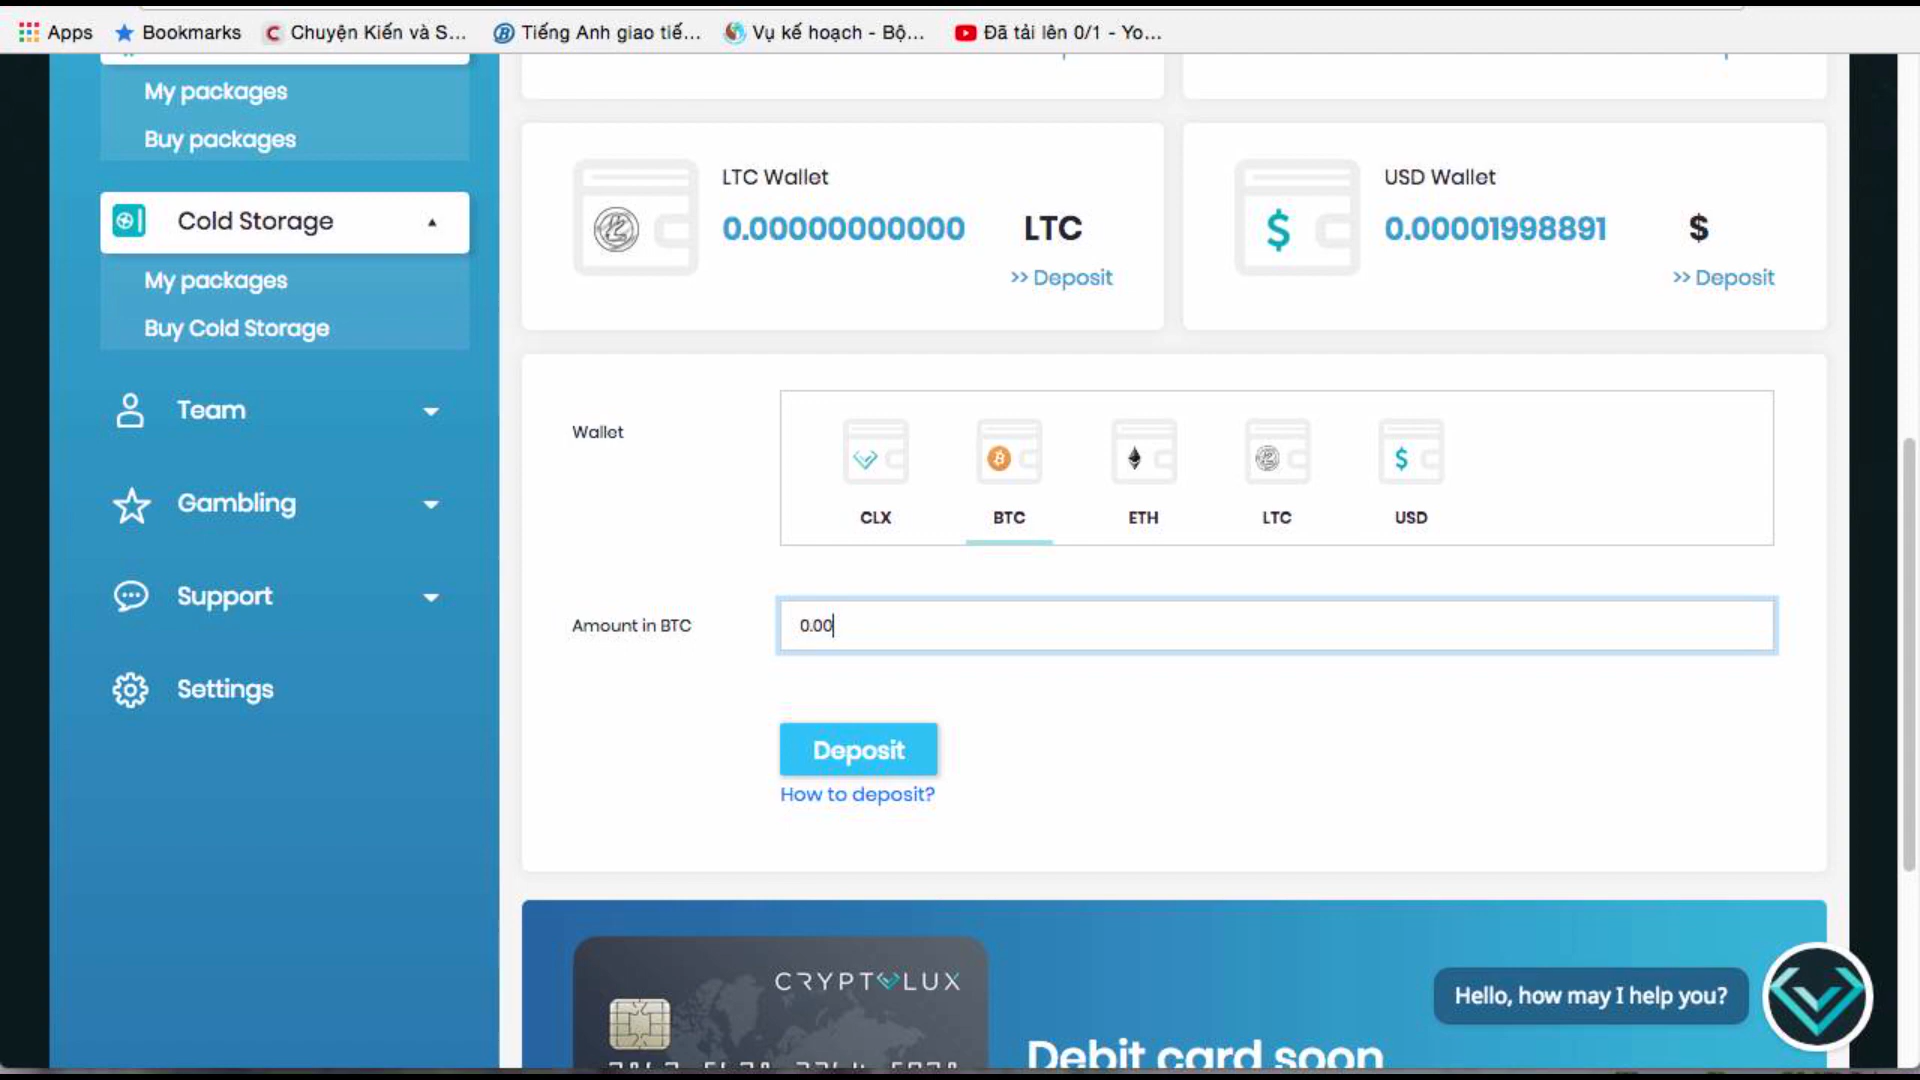 Apps Bookmarks Chuyện Kiến và S... Tiếng Anh giao tiế... Vụ kế hoạch - Bộ... Đã tải lên 0/1 - Yo...
My packages
Buy packages
Cold Storage
My packages
Buy Cold Storage
Team
Gambling
Support
Settings
LTC Wallet
0.00000000000 LTC
>> Deposit
USD Wallet
0.00001998891 $
>> Deposit
Wallet
CLX BTC ETH LTC USD
Amount in BTC
0.00
Deposit
How to deposit?
CRYPTOLUX
Debit card soon
Hello, how may I help you?